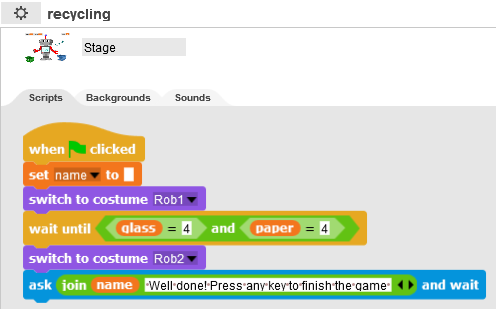 recycling
Stage
Scripts Backgrounds Sounds
when clicked
set name to
switch to costume Rob1
wait until glass = 4 and paper = 4
switch to costume Rob2
ask join name ·Well·done!·Press·any·key·to·finish·the·game· and wait